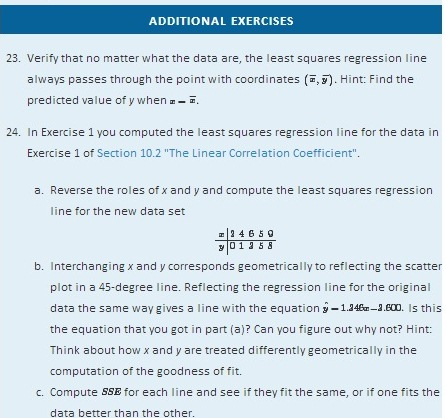 ADDITIONAL EXERCISES
23. Verify that no matter what the data are, the least squares regression line
always passes through the point with coordinates (x̄, ȳ). Hint: Find the
predicted value of y when x = x̄.
24. In Exercise 1 you computed the least squares regression line for the data in
Exercise 1 of Section 10.2 "The Linear Correlation Coefficient".
a. Reverse the roles of x and y and compute the least squares regression
line for the new data set
x 2 4 6 5 9
y 0 1 3 5 8
b. Interchanging x and y corresponds geometrically to reflecting the scatter
plot in a 45-degree line. Reflecting the regression line for the original
data the same way gives a line with the equation ŷ = 1.346x − 3.600. Is this
the equation that you got in part (a)? Can you figure out why not? Hint:
Think about how x and y are treated differently geometrically in the
computation of the goodness of fit.
c. Compute SSE for each line and see if they fit the same, or if one fits the
data better than the other.